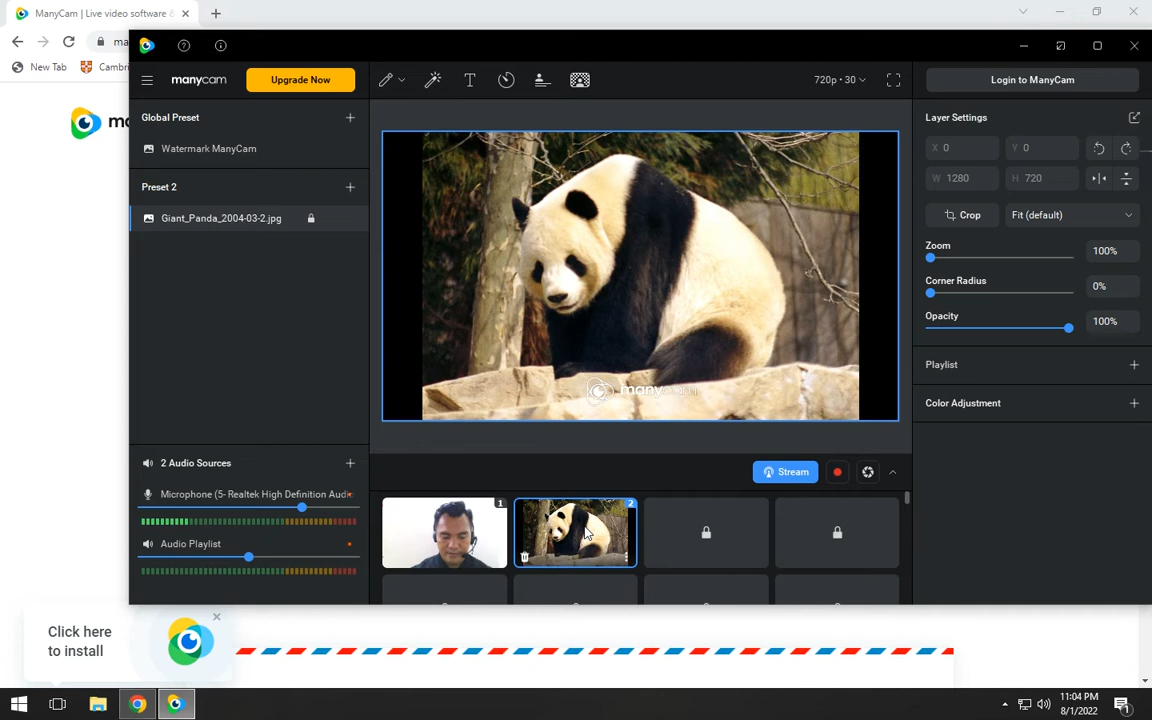 ManyCam | Live video software &
New Tab
manycam
Upgrade Now
720p • 30
Login to ManyCam
Global Preset
Layer Settings
Watermark ManyCam
X 0
Y 0
W 1280
H 720
Preset 2
Giant_Panda_2004-03-2.jpg
Crop
Fit (default)
Zoom
100%
Corner Radius
0%
Opacity
100%
Playlist
Color Adjustment
manycam
2 Audio Sources
Stream
Microphone (5- Realtek High Definition Audio
Audio Playlist
1
2
Click here
to install
11:04 PM
8/1/2022
1